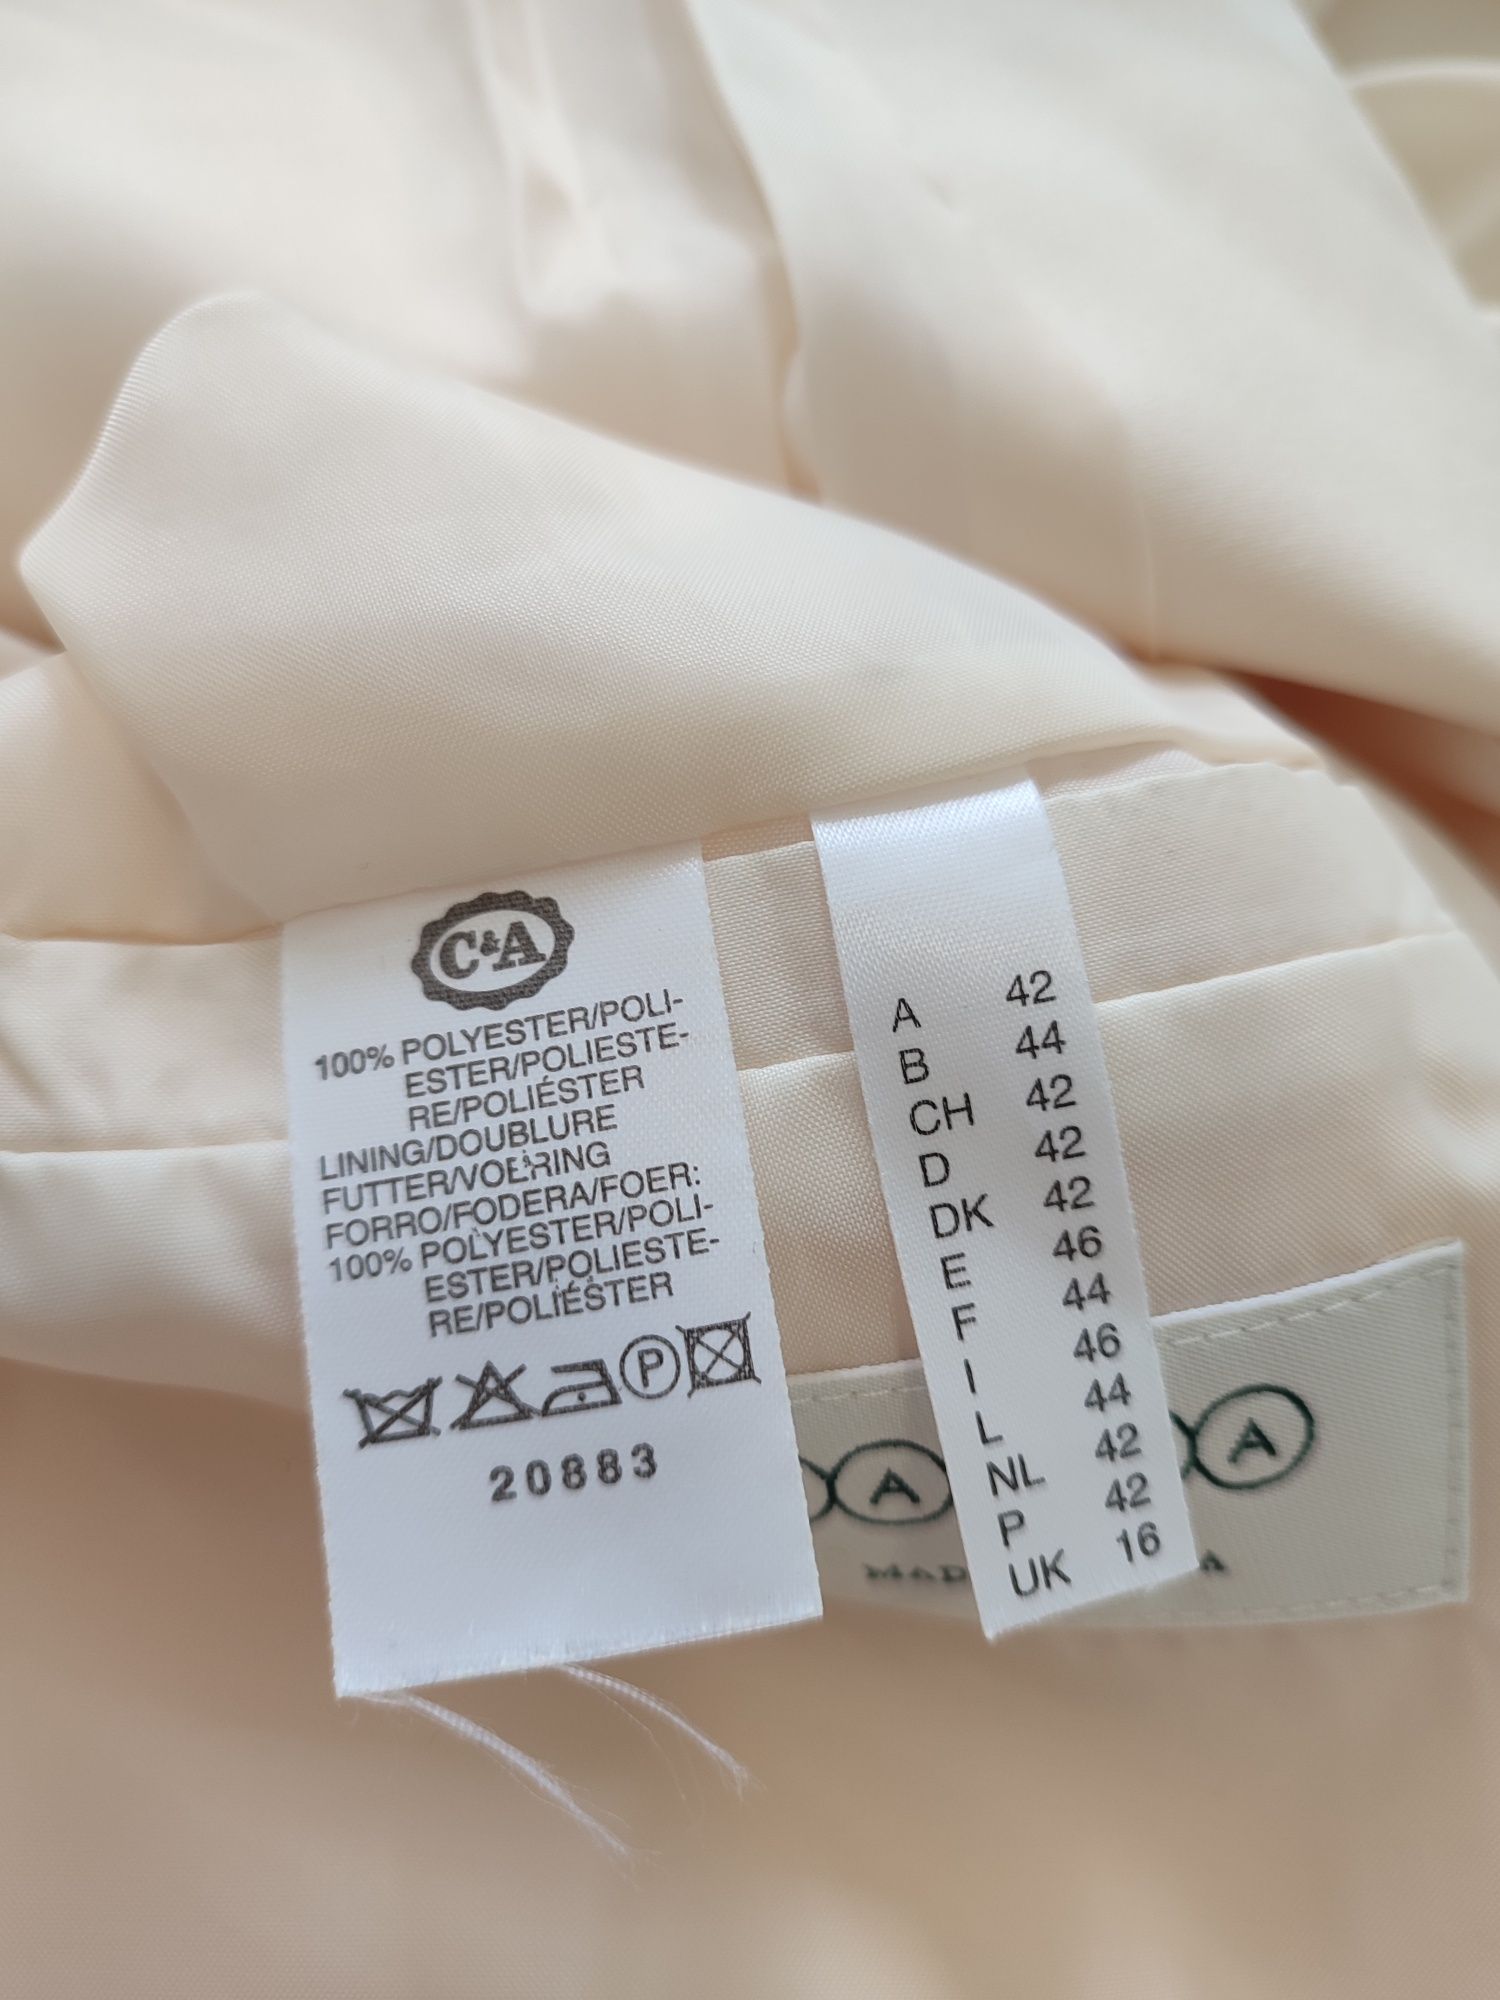 C&A
100% POLYESTER/POLI-
ESTER/POLIESTE-
RE/POLIÉSTER
LINING/DOUBLURE
FUTTER/VOERING
FORRO/FODERA/FOER:
100% POLYESTER/POLI-
ESTER/POLIESTE-
RE/POLIÉSTER
P
20883
A 42
B 44
CH 42
D 42
DK 42
E 46
F 44
I 46
L 44
NL 42
P 42
UK 16
A A